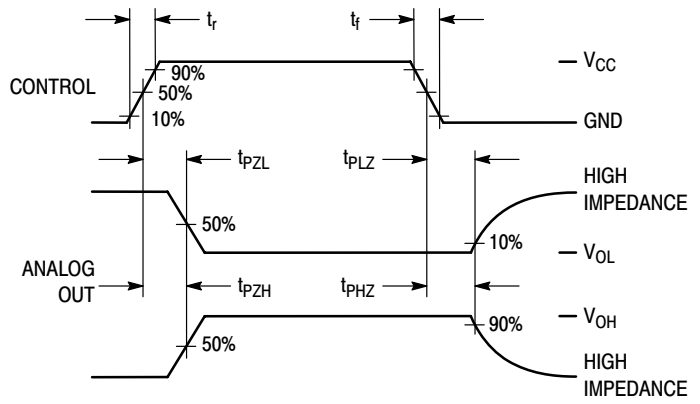 tr
tf
VCC
90%
CONTROL
50%
10%
GND
tPZL
tPLZ
HIGH
IMPEDANCE
50%
10%
VOL
ANALOG
OUT
tPZH
tPHZ
VOH
90%
50%
HIGH
IMPEDANCE